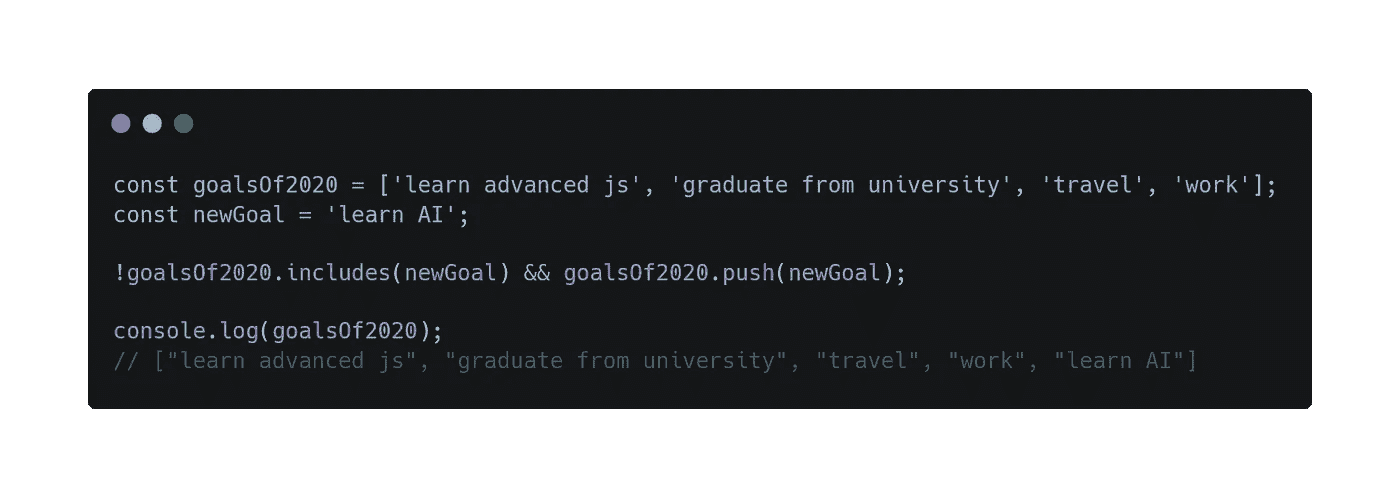 const goalsOf2020 = ['learn advanced js', 'graduate from university', 'travel', 'work'];
const newGoal = 'learn AI';
!goalsOf2020.includes(newGoal) && goalsOf2020.push(newGoal);
console.log(goalsOf2020);
// ["learn advanced js", "graduate from university", "travel", "work", "learn AI"]